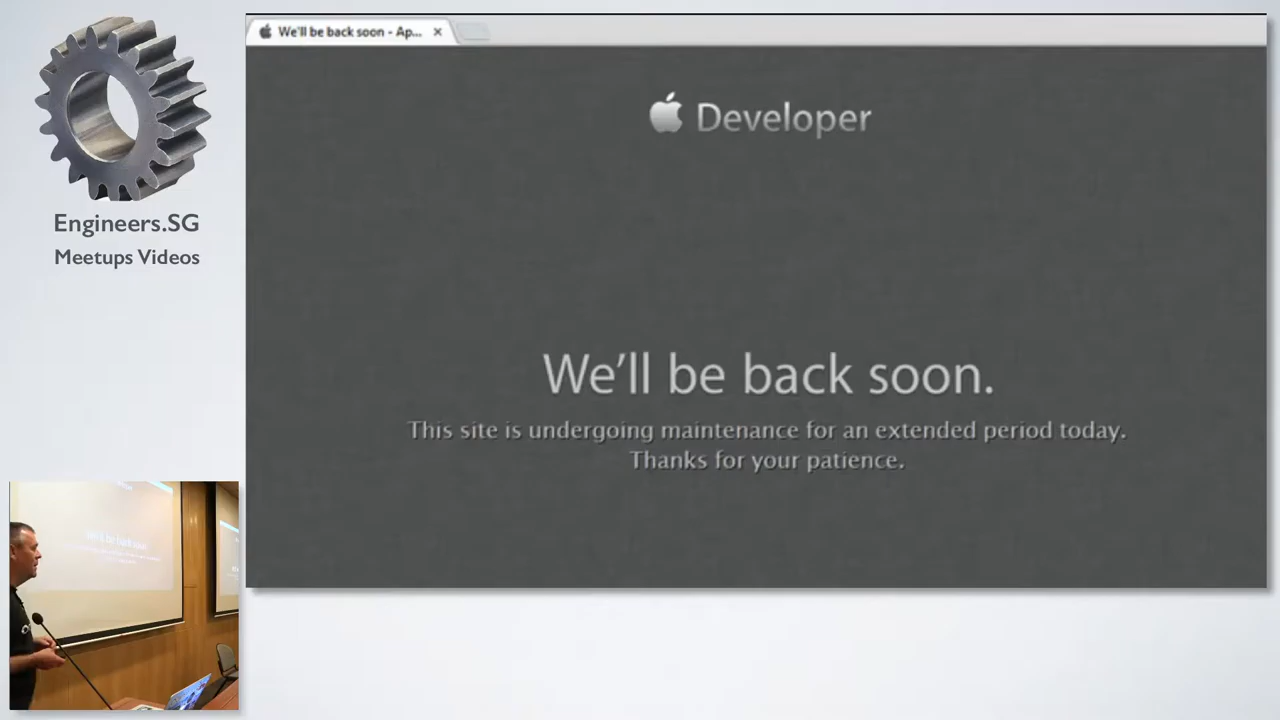 We'll be back soon - Ap...
Developer
Engineers.SG
Meetups Videos
We'll be back soon.
This site is undergoing maintenance for an extended period today.
Thanks for your patience.